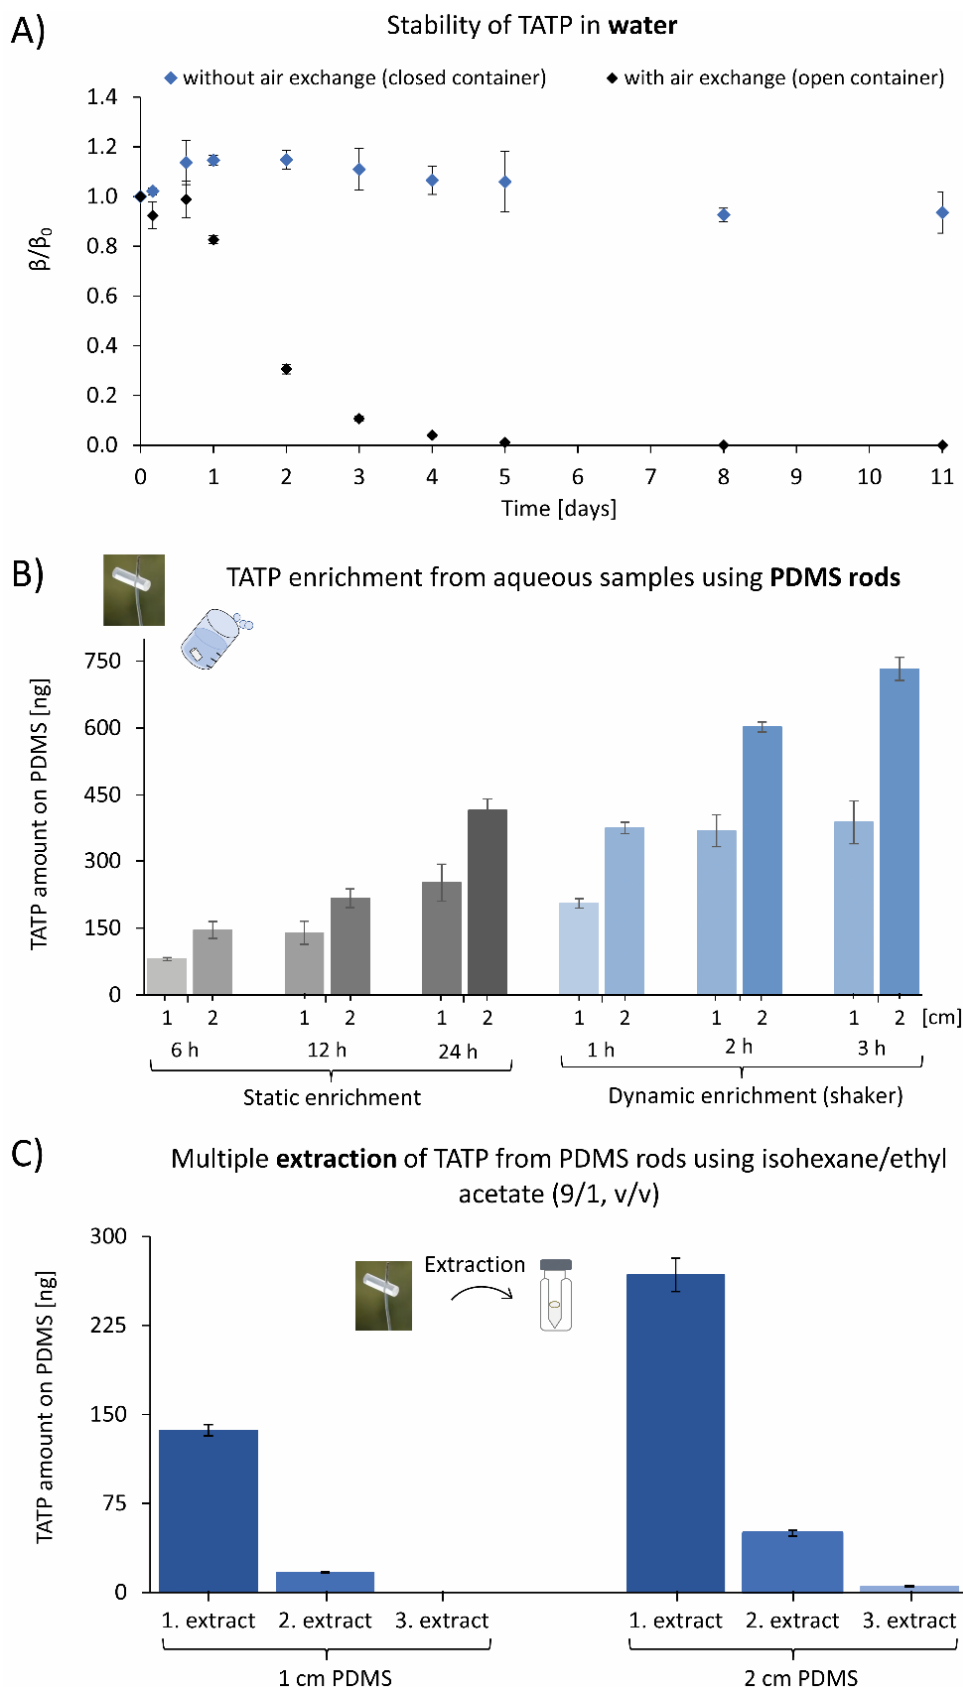 A)
Stability of TATP in water
without air exchange (closed container)
with air exchange (open container)
1.4
1.2
1.0
0.8
0.6
0.4
0.2
0.0
β/β0
0 1 2 3 4 5 6 7 8 9 10 11
Time [days]
B)
TATP enrichment from aqueous samples using PDMS rods
TATP amount on PDMS [ng]
750
600
450
300
150
0
1 2 1 2 1 2 1 2 1 2 1 2 [cm]
6 h 12 h 24 h 1 h 2 h 3 h
Static enrichment
Dynamic enrichment (shaker)
C)
Multiple extraction of TATP from PDMS rods using isohexane/ethyl
acetate (9/1, v/v)
TATP amount on PDMS [ng]
300
225
150
75
0
Extraction
1. extract 2. extract 3. extract 1. extract 2. extract 3. extract
1 cm PDMS
2 cm PDMS